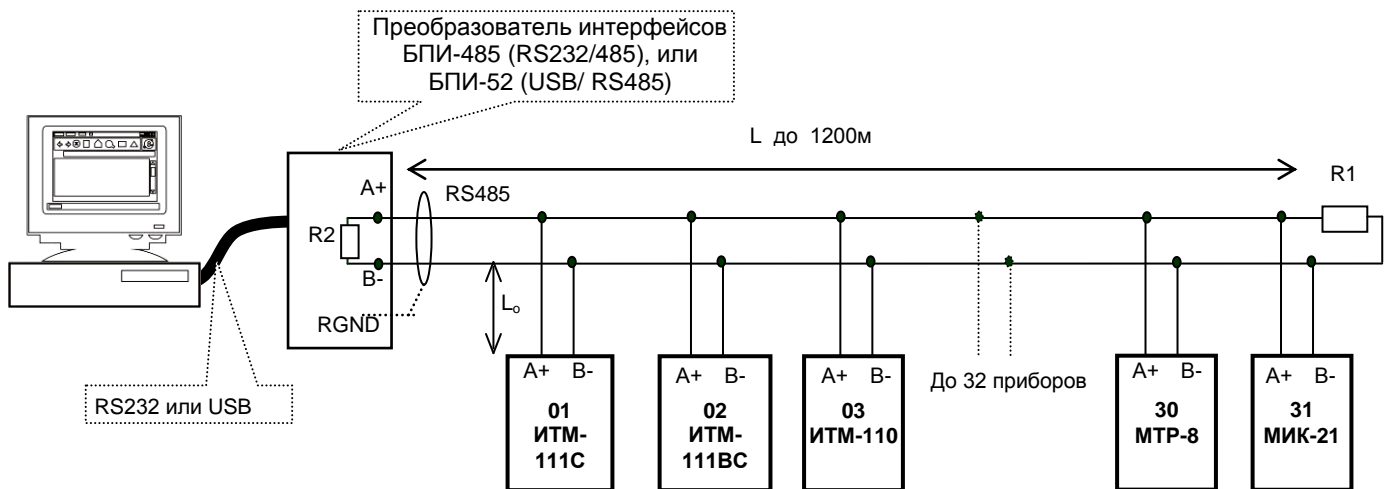 Преобразователь интерфейсов
БПИ-485 (RS232/485), или
БПИ-52 (USB/ RS485)
L до 1200м
R1
A+
RS485
R2
B-
Lo
RGND
RS232 или USB
До 32 приборов
A+ B-
01
ИТМ-
111С
A+ B-
02
ИТМ-
111ВС
A+ B-
03
ИТМ-110
A+ B-
30
МТР-8
A+ B-
31
МИК-21